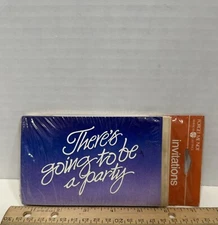 There's
going to be
a party
invitations